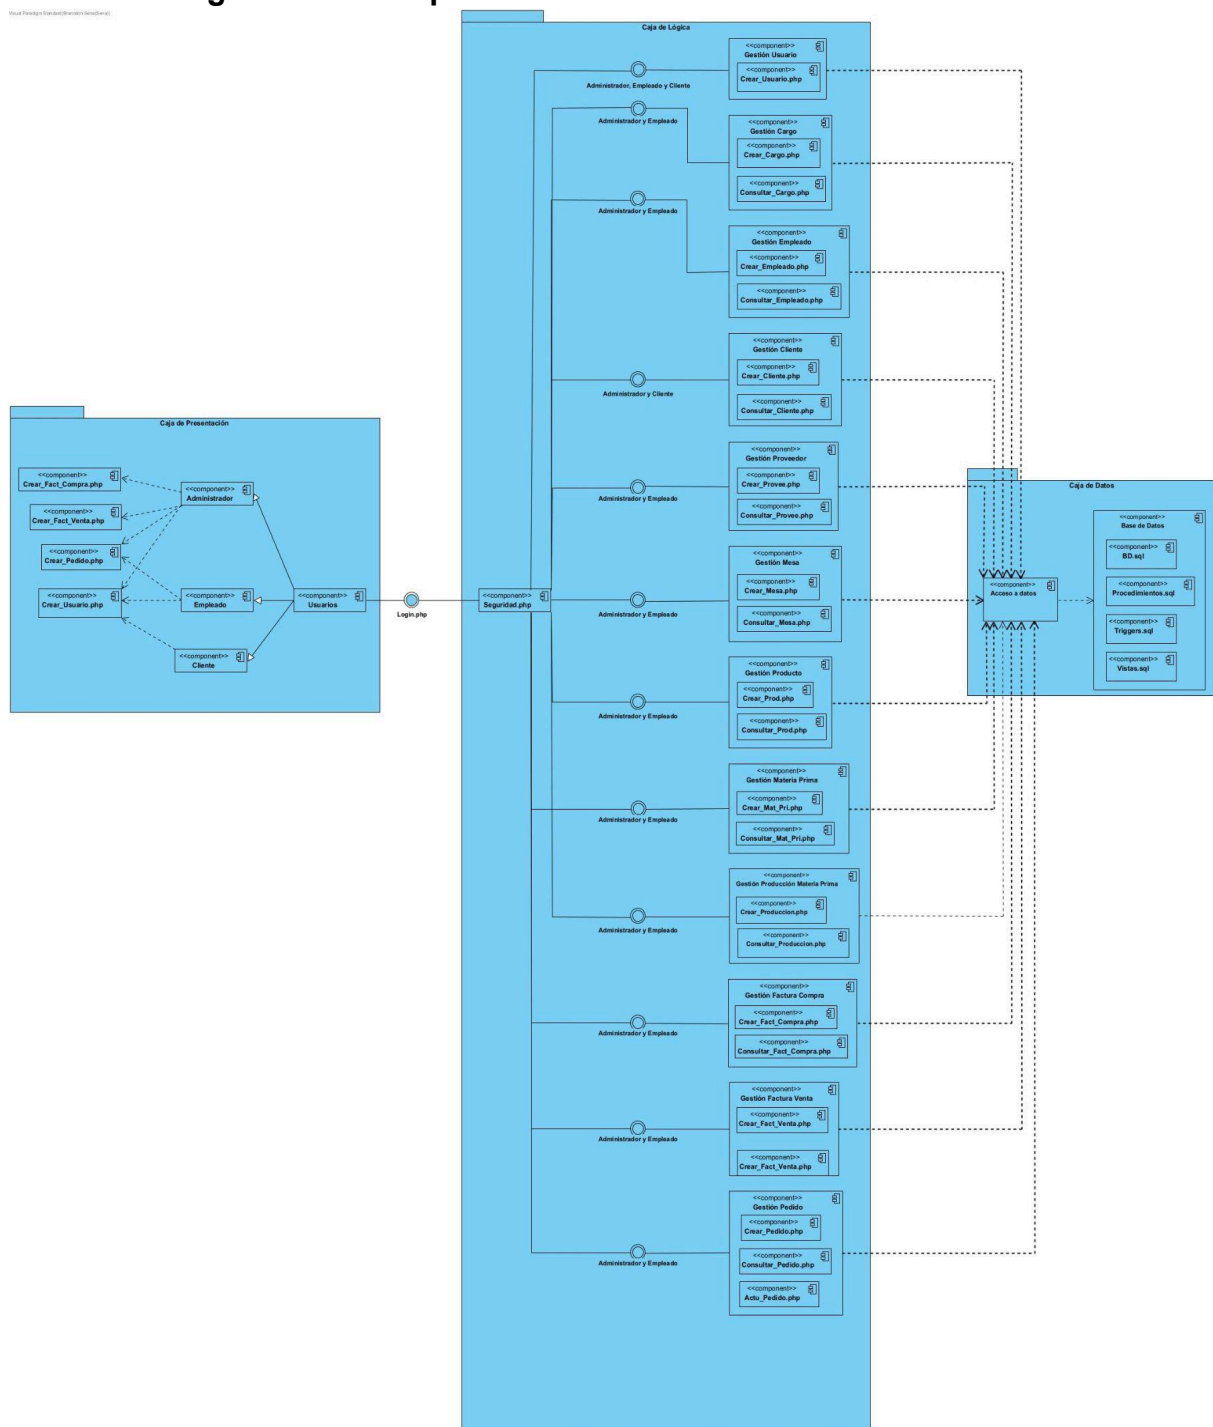 Caja de Presentación
<<component>>
Crear_Fact_Compra.php
<<component>>
Crear_Fact_Venta.php
<<component>>
Crear_Pedido.php
<<component>>
Crear_Usuario.php
<<component>>
Administrador
<<component>>
Empleado
<<component>>
Cliente
<<component>>
Usuarios
Login.php
Caja de Lógica
<<component>>
Seguridad.php
Administrador, Empleado y Cliente
<<component>>
Gestión Usuario
<<component>>
Crear_Usuario.php
Administrador y Empleado
<<component>>
Gestión Cargo
<<component>>
Crear_Cargo.php
<<component>>
Consultar_Cargo.php
Administrador y Empleado
<<component>>
Gestión Empleado
<<component>>
Crear_Empleado.php
<<component>>
Consultar_Empleado.php
Administrador y Cliente
<<component>>
Gestión Cliente
<<component>>
Crear_Cliente.php
<<component>>
Consultar_Cliente.php
Administrador y Empleado
<<component>>
Gestión Proveedor
<<component>>
Crear_Provee.php
<<component>>
Consultar_Provee.php
Administrador y Empleado
<<component>>
Gestión Mesa
<<component>>
Crear_Mesa.php
<<component>>
Consultar_Mesa.php
Administrador y Empleado
<<component>>
Gestión Producto
<<component>>
Crear_Prod.php
<<component>>
Consultar_Prod.php
Administrador y Empleado
<<component>>
Gestión Materia Prima
<<component>>
Crear_Mat_Pri.php
<<component>>
Consultar_Mat_Pri.php
Administrador y Empleado
<<component>>
Gestión Producción Materia Prima
<<component>>
Crear_Produccion.php
<<component>>
Consultar_Produccion.php
Administrador y Empleado
<<component>>
Gestión Factura Compra
<<component>>
Crear_Fact_Compra.php
<<component>>
Consultar_Fact_Compra.php
Administrador y Empleado
<<component>>
Gestión Factura Venta
<<component>>
Crear_Fact_Venta.php
<<component>>
Crear_Fact_Venta.php
Administrador y Empleado
<<component>>
Gestión Pedido
<<component>>
Crear_Pedido.php
<<component>>
Consultar_Pedido.php
<<component>>
Actu_Pedido.php
Caja de Datos
<<component>>
Acceso a datos
<<component>>
Base de Datos
<<component>>
BD.sql
<<component>>
Procedimientos.sql
<<component>>
Triggers.sql
<<component>>
Vistas.sql